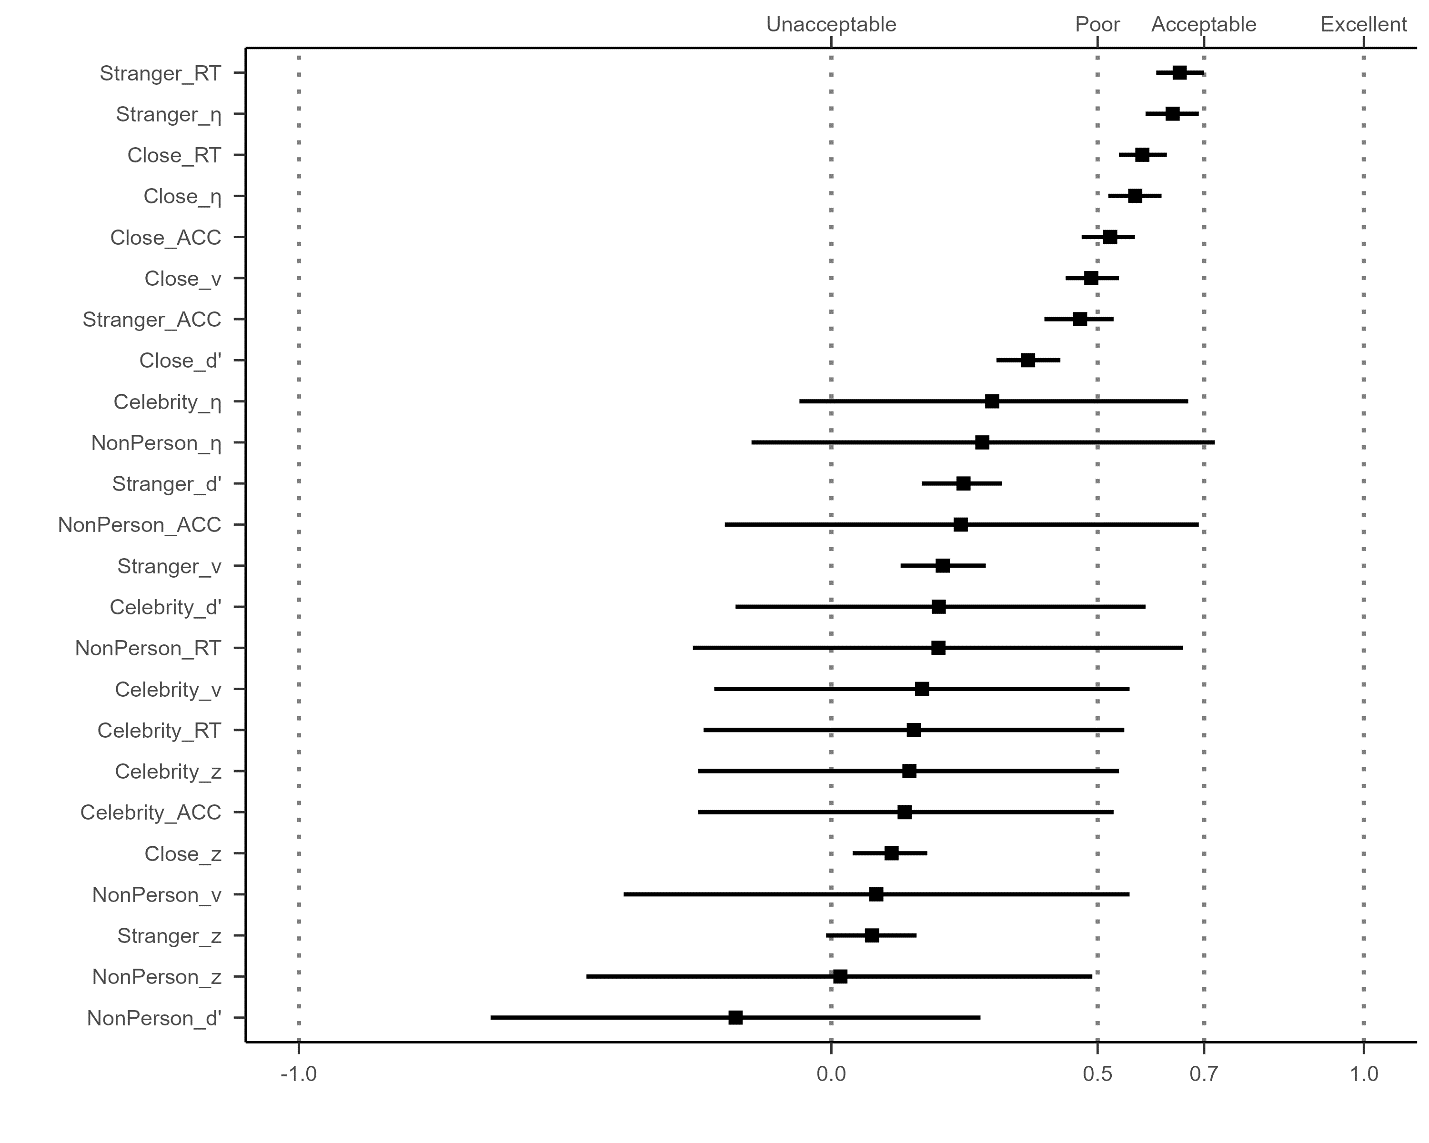 Unacceptable Poor Acceptable Excellent
Stranger_RT
Stranger_η
Close_RT
Close_η
Close_ACC
Close_v
Stranger_ACC
Close_d'
Celebrity_η
NonPerson_η
Stranger_d'
NonPerson_ACC
Stranger_v
Celebrity_d'
NonPerson_RT
Celebrity_v
Celebrity_RT
Celebrity_z
Celebrity_ACC
Close_z
NonPerson_v
Stranger_z
NonPerson_z
NonPerson_d'
-1.0 0.0 0.5 0.7 1.0